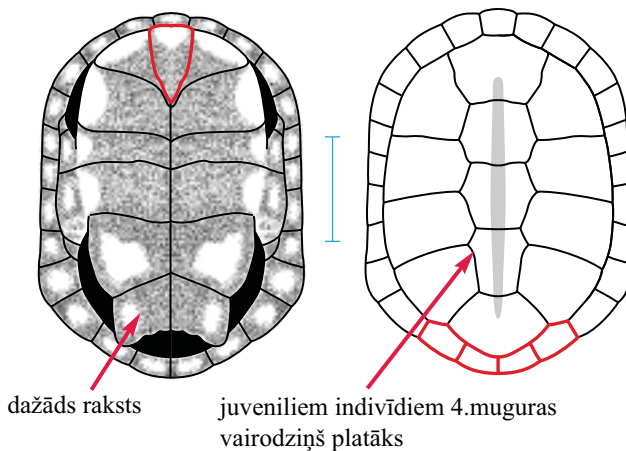 dažāds raksts
juveniliem indivīdiem 4.muguras
vairodziņš platāks